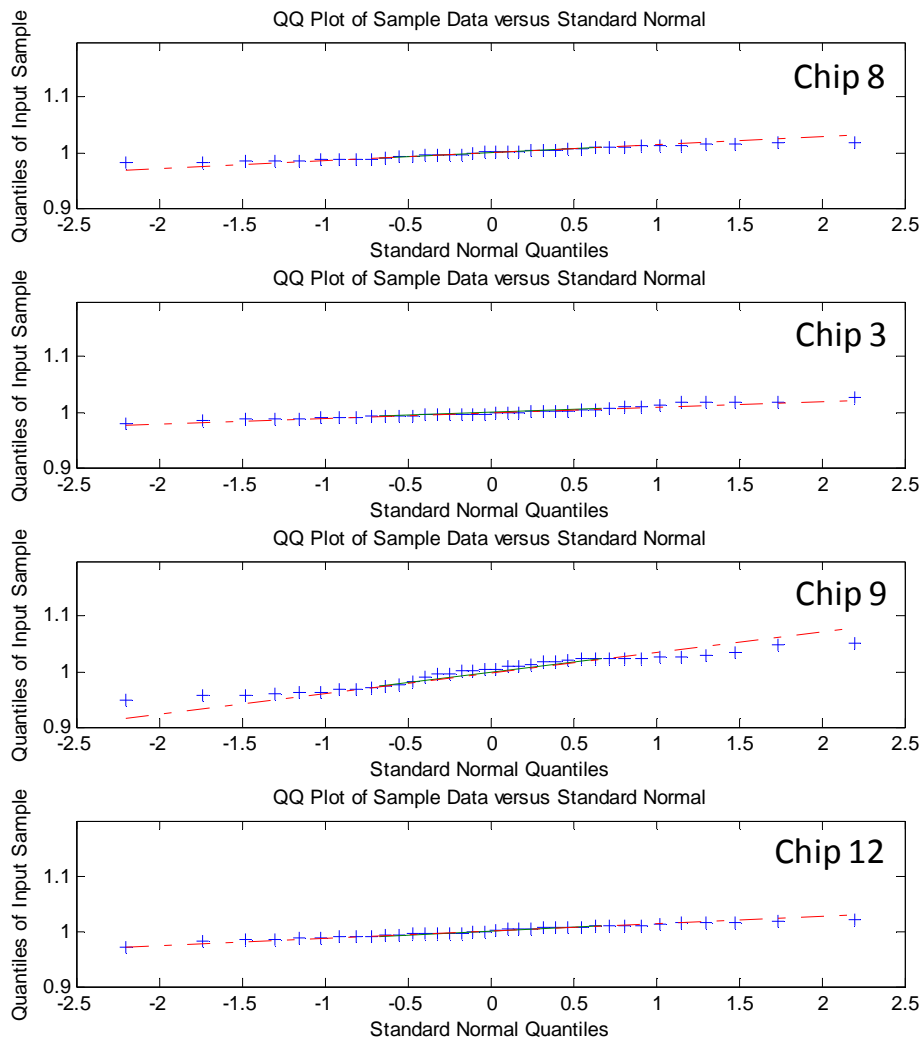 QQ Plot of Sample Data versus Standard Normal
Quantiles of Input Sample
1.1
1
0.9
Chip 8
-2.5 -2 -1.5 -1 -0.5 0 0.5 1 1.5 2 2.5
Standard Normal Quantiles
QQ Plot of Sample Data versus Standard Normal
Quantiles of Input Sample
1.1
1
0.9
Chip 3
-2.5 -2 -1.5 -1 -0.5 0 0.5 1 1.5 2 2.5
Standard Normal Quantiles
QQ Plot of Sample Data versus Standard Normal
Quantiles of Input Sample
1.1
1
0.9
Chip 9
-2.5 -2 -1.5 -1 -0.5 0 0.5 1 1.5 2 2.5
Standard Normal Quantiles
QQ Plot of Sample Data versus Standard Normal
Quantiles of Input Sample
1.1
1
0.9
Chip 12
-2.5 -2 -1.5 -1 -0.5 0 0.5 1 1.5 2 2.5
Standard Normal Quantiles